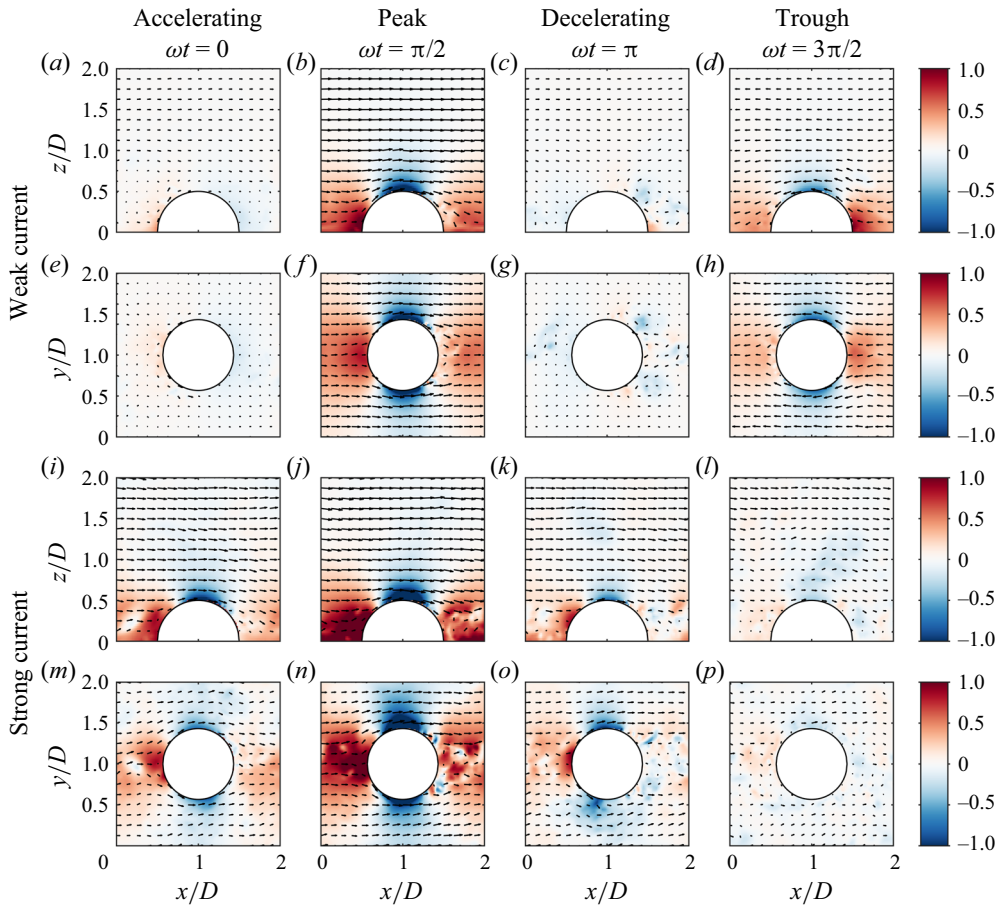 Accelerating Peak Decelerating Trough
ωt = 0 ωt = π/2 ωt = π ωt = 3π/2
(a) (b) (c) (d)
2.0 1.5 1.0 0.5 0
z/D
1.0 0.5 0 –0.5 –1.0
Weak current
(e) (f) (g) (h)
2.0 1.5 1.0 0.5 0
y/D
1.0 0.5 0 –0.5 –1.0
(i) (j) (k) (l)
2.0 1.5 1.0 0.5 0
z/D
1.0 0.5 0 –0.5 –1.0
Strong current
(m) (n) (o) (p)
2.0 1.5 1.0 0.5 0
y/D
1.0 0.5 0 –0.5 –1.0
1 2 0 1 2 0 1 2 0 1 2
x/D x/D x/D x/D